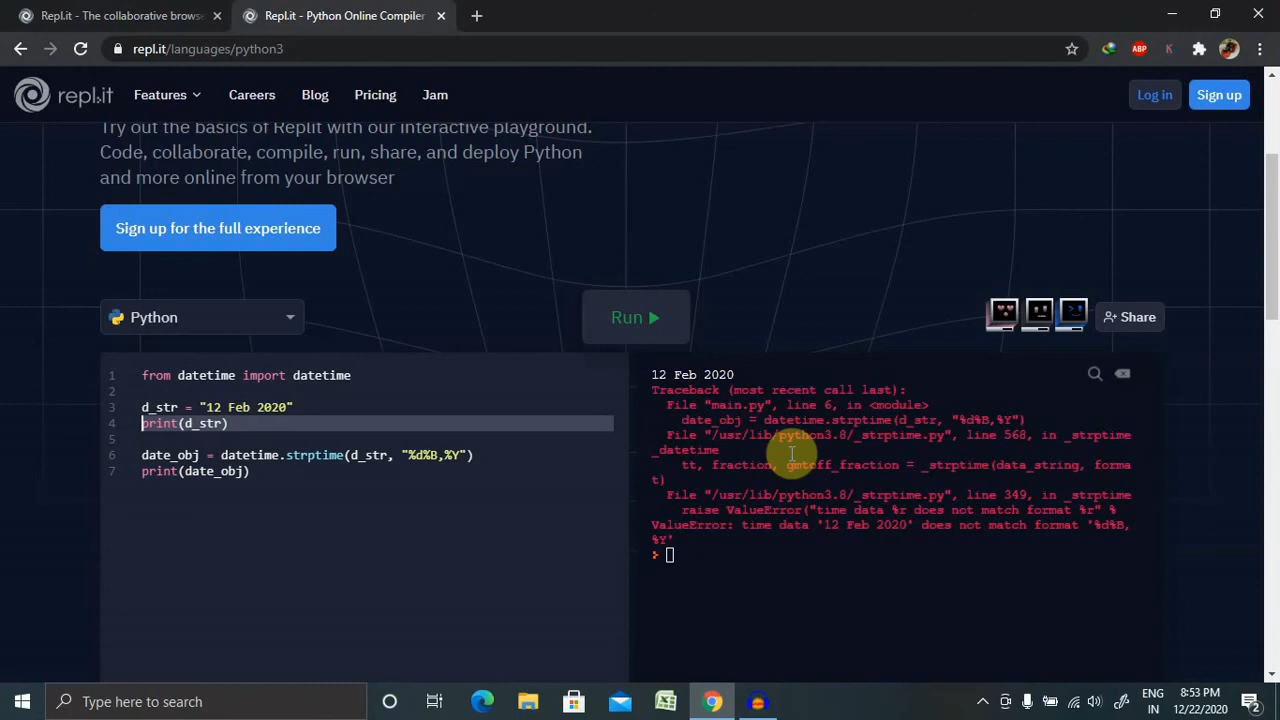 Repl.it - The collaborative brows
Repl.it - Python Online Compiler
repl.it/languages/python3
ABP
K
repl.it
Features
Careers
Blog
Pricing
Jam
Log in
Sign up
Try out the basics of Replit with our interactive playground.
Code, collaborate, compile, run, share, and deploy Python
and more online from your browser
Sign up for the full experience
Python
Run
Share
1 from datetime import datetime
2
3 d_str = "12 Feb 2020"
4 print(d_str)
5
6 date_obj = datetime.strptime(d_str, "%d%B,%Y")
7 print(date_obj)
12 Feb 2020
Traceback (most recent call last):
File "main.py", line 6, in <module>
date_obj = datetime.strptime(d_str, "%d%B,%Y")
File "/usr/lib/python3.8/_strptime.py", line 568, in _strptime
_datetime
tt, fraction, gmtoff_fraction = _strptime(data_string, forma
t)
File "/usr/lib/python3.8/_strptime.py", line 349, in _strptime
raise ValueError("time data %r does not match format %r" %
ValueError: time data '12 Feb 2020' does not match format '%d%B,
%Y'
Type here to search
ENG
IN
8:53 PM
12/22/2020
2